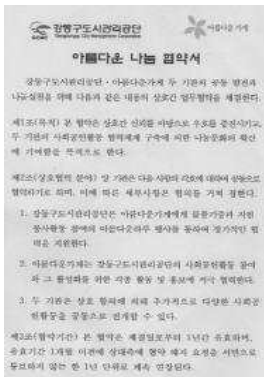 강동구도시관리공단
아름다운 가게
아름다운 나눔 협약서
강동구도시관리공단 · 아름다운가게 두 기관의 공동 발전과
나눔실천을 위해 다음과 같은 내용의 상호간 업무협약을 체결한다.
제1조(목적) 본 협약은 상호간 신뢰를 바탕으로 우호를 증진시키고,
두 기관의 사회공헌활동 협력체계 구축에 의한 나눔문화의 확산
에 기여함을 목적으로 한다.
제2조(상호협력 분야) 양 기관은 다음 사항의 각호에 대하여 공동으로
협력하기로 하며, 이에 따른 세부사항은 협의를 거쳐 정한다.
1. 강동구도시관리공단은 아름다운가게에게 물품기증과 자원
봉사활동 참여의 아름다운하루 행사를 통하여 정기적인 협
력을 지원한다.
2. 아름다운가게는 강동구도시관리공단의 사회공헌활동 참여
와 그 활성화를 위한 각종 활동 및 홍보에 적극 협력한다.
3. 두 기관은 상호 합의에 의해 추가적으로 다양한 사회공
헌활동을 공동으로 전개할 수 있다.
제3조(협약기간) 본 협약은 체결일로부터 1년간 유효하며,
유효기간 1개월 이전에 상대측에 협약 해지 요청을 서면으로
통보하지 않는 한 1년 단위로 계속 연장된다.